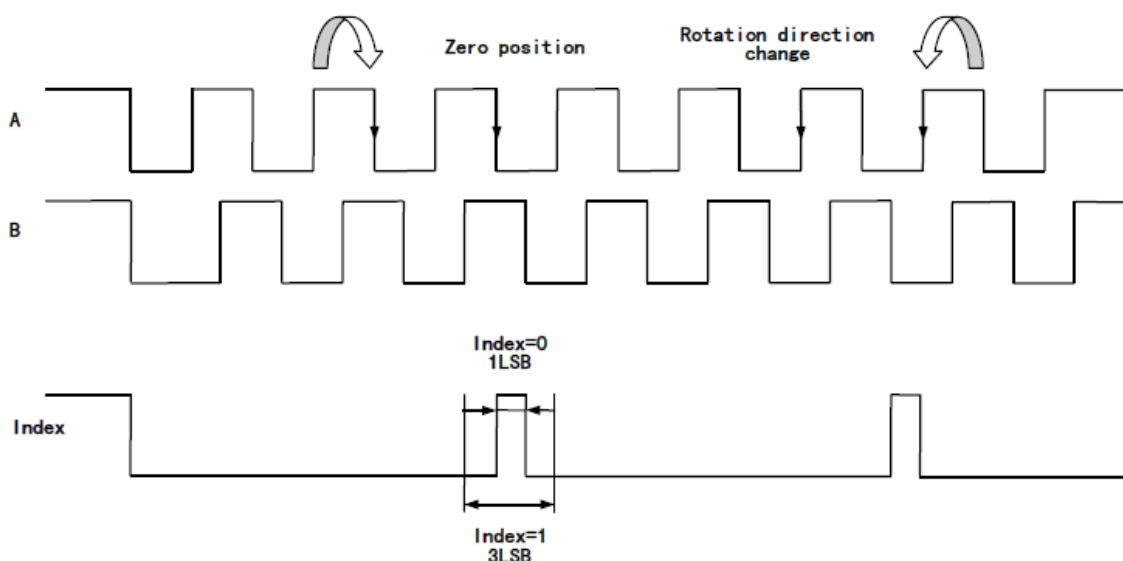 Zero position
Rotation direction
change
A
B
Index=0
1LSB
Index
Index=1
3LSB